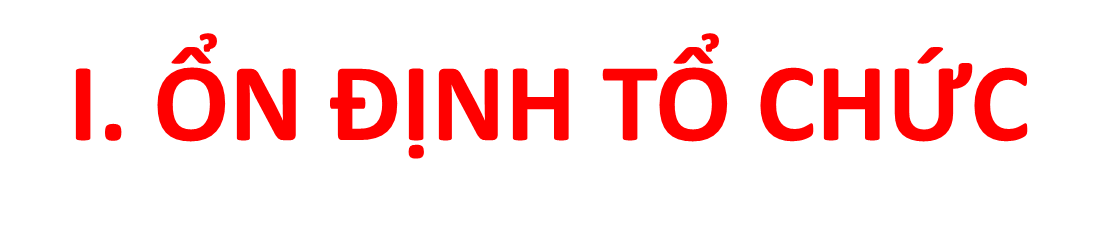 I. ỔN ĐỊNH TỔ CHỨC